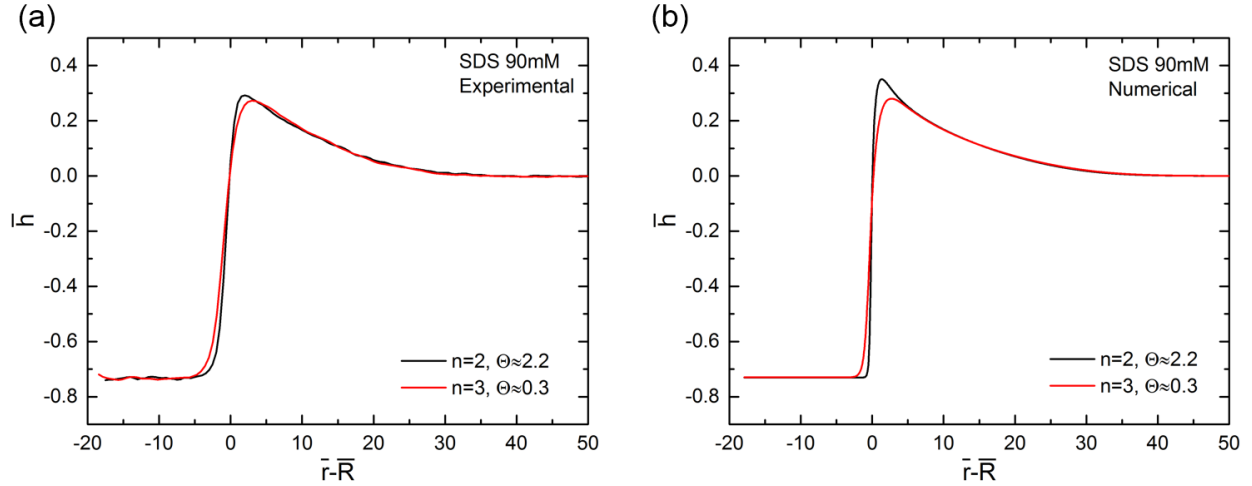 (a)
SDS 90mM
Experimental
0.4
0.2
0.0
-0.2
-0.4
-0.6
-0.8
h̅
n=2, Θ≈2.2
n=3, Θ≈0.3
-20 -10 0 10 20 30 40 50
r̅-R̅
(b)
SDS 90mM
Numerical
0.4
0.2
0.0
-0.2
-0.4
-0.6
-0.8
h̅
n=2, Θ≈2.2
n=3, Θ≈0.3
-20 -10 0 10 20 30 40 50
r̅-R̅